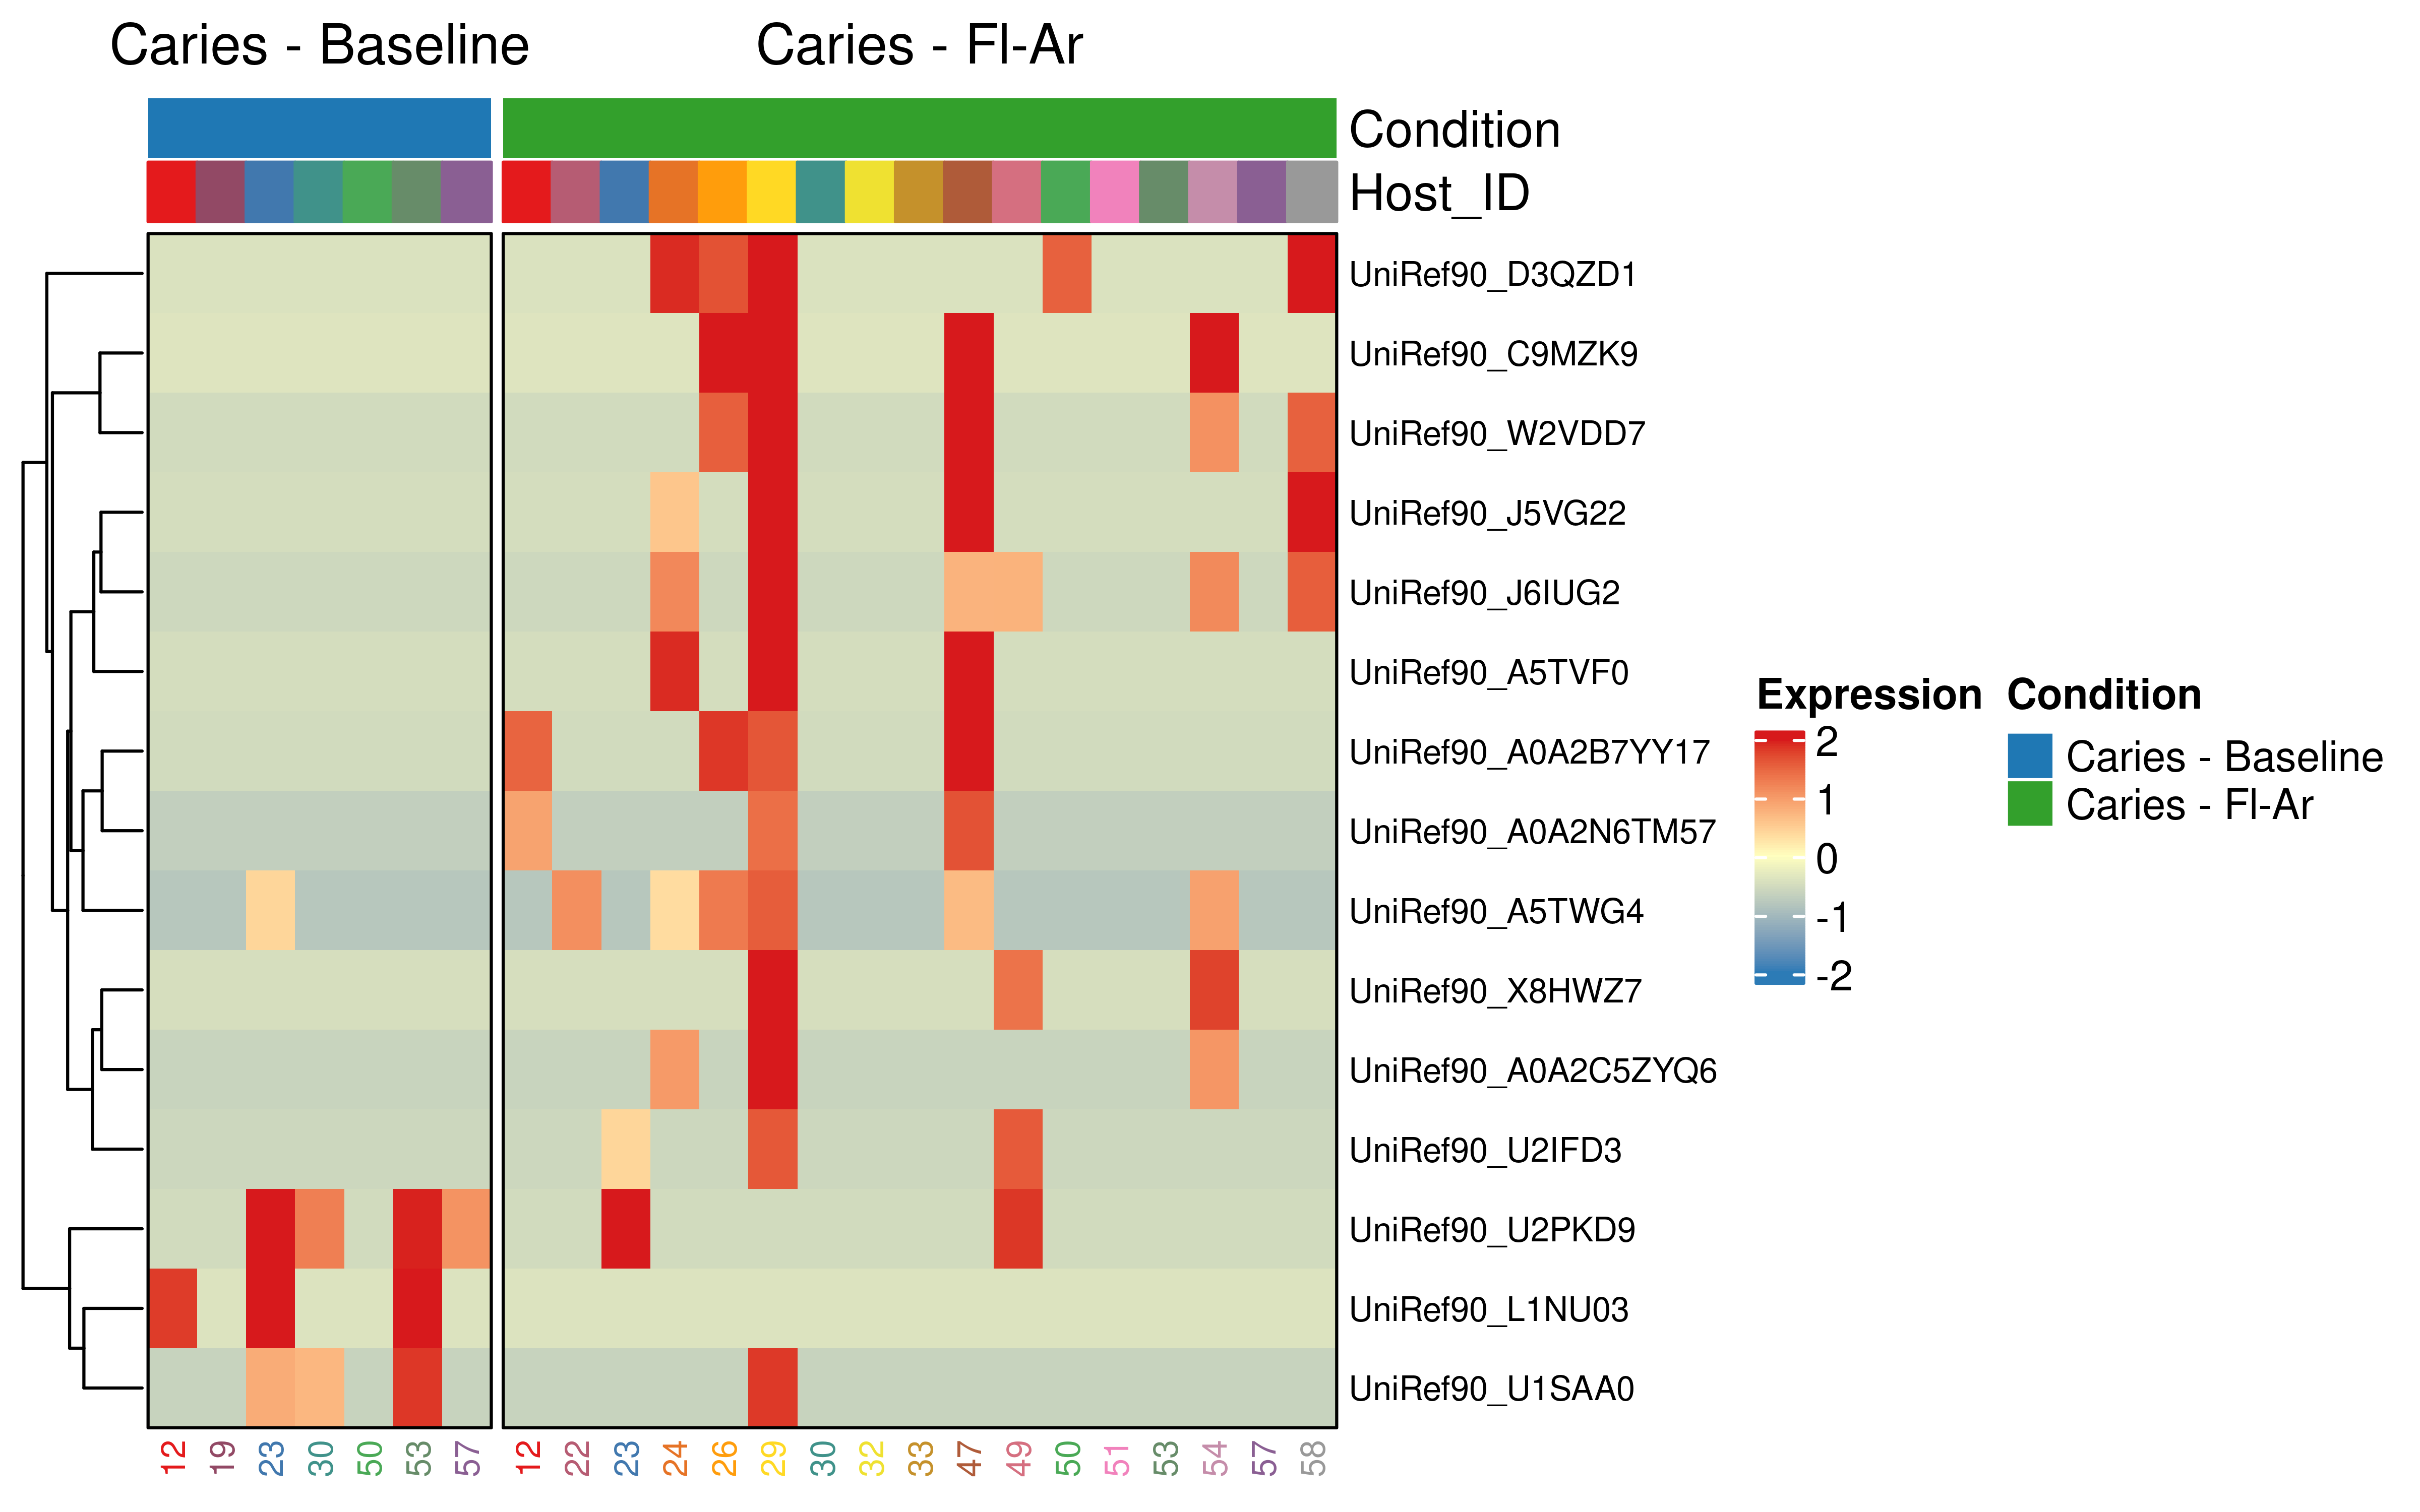 Caries - Baseline
Caries - Fl-Ar
Condition
Host_ID
UniRef90_D3QZD1
UniRef90_C9MZK9
UniRef90_W2VDD7
UniRef90_J5VG22
UniRef90_J6IUG2
UniRef90_A5TVF0
UniRef90_A0A2B7YY17
UniRef90_A0A2N6TM57
UniRef90_A5TWG4
UniRef90_X8HWZ7
UniRef90_A0A2C5ZYQ6
UniRef90_U2IFD3
UniRef90_U2PKD9
UniRef90_L1NU03
UniRef90_U1SAA0
12 19 23 30 50 53 57
12 22 23 24 26 29 30 32 33 47 49 50 51 53 54 57 58
Expression
2
1
0
-1
-2
Condition
Caries - Baseline
Caries - Fl-Ar